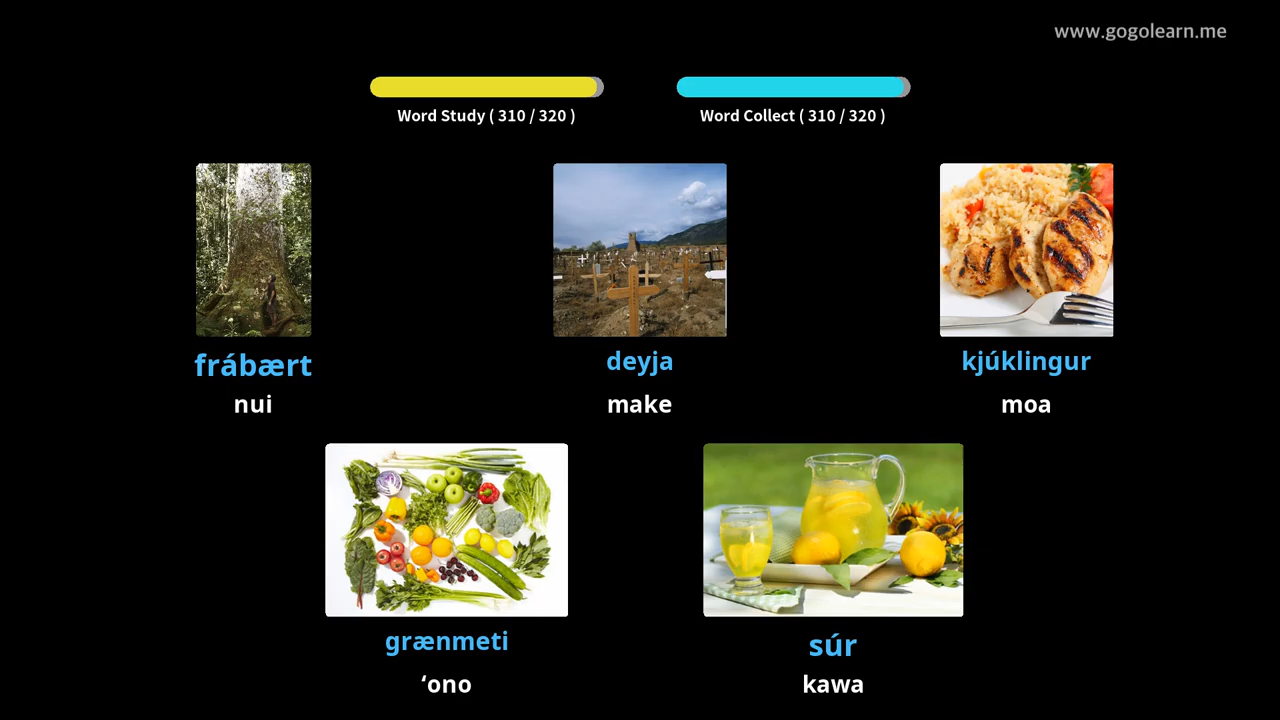 www.gogolearn.me
Word Study ( 310 / 320 )
Word Collect ( 310 / 320 )
frábært
deyja
kjúklingur
nui
make
moa
grænmeti
súr
‘ono
kawa